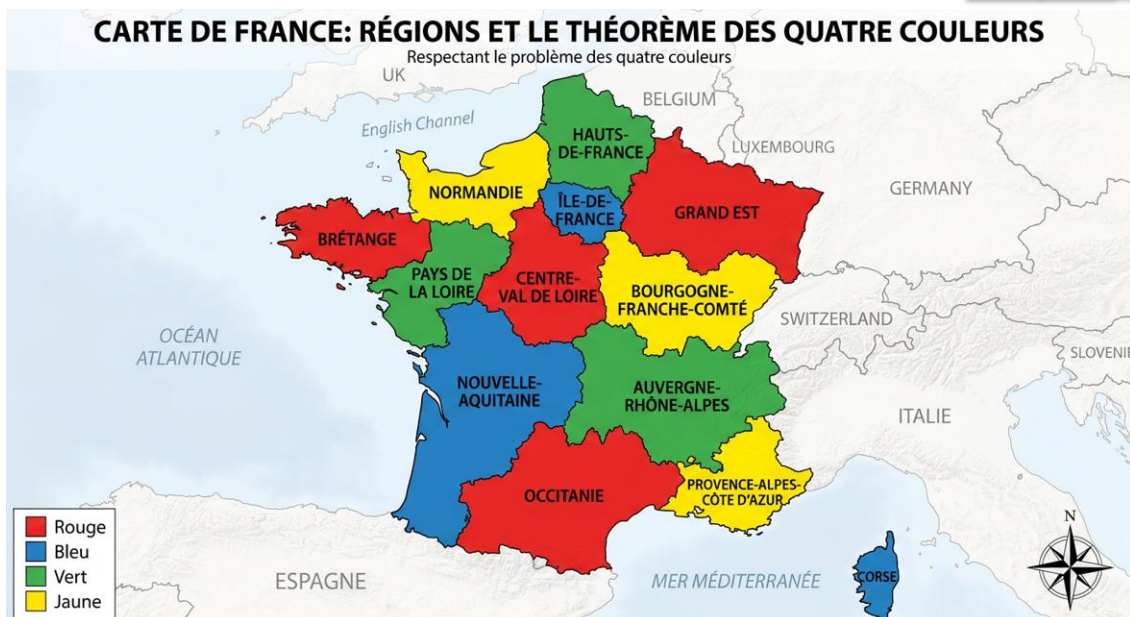 CARTE DE FRANCE: RÉGIONS ET LE THÉORÈME DES QUATRE COULEURS
Respectant le problème des quatre couleurs
UK
BELGIUM
English Channel
HAUTS-
DE-FRANCE
LUXEMBOURG
NORMANDIE
ÎLE-DE-
FRANCE
GRAND EST
GERMANY
BRÉTANGE
PAYS DE
LA LOIRE
CENTRE-
VAL DE LOIRE
BOURGOGNE-
FRANCHE-COMTÉ
SWITZERLAND
OCÉAN
ATLANTIQUE
SLOVENIE
NOUVELLE-
AQUITAINE
AUVERGNE-
RHÔNE-ALPES
ITALIE
OCCITANIE
PROVENCE-ALPES-
CÔTE D'AZUR
Rouge
Bleu
Vert
Jaune
ESPAGNE
MER MÉDITERRANÉE
CORSE
N